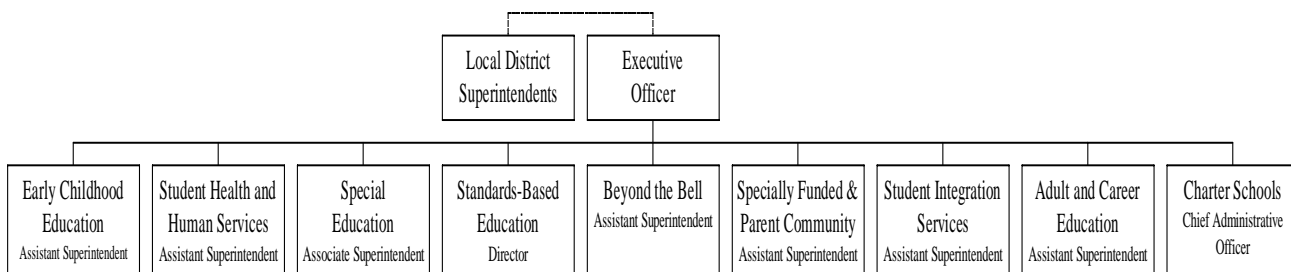 Local District
Superintendents
Executive
Officer
Early Childhood
Education
Assistant Superintendent
Student Health and
Human Services
Assistant Superintendent
Special
Education
Associate Superintendent
Standards-Based
Education
Director
Beyond the Bell
Assistant Superintendent
Specially Funded &
Parent Community
Assistant Superintendent
Student Integration
Services
Assistant Superintendent
Adult and Career
Education
Assistant Superintendent
Charter Schools
Chief Administrative
Officer